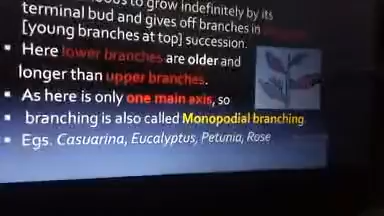 to grow indefinitely by its
terminal bud and gives off branches in
[young branches at top] succession.
▪ Here lower branches are older and
longer than upper branches.
▪ As here is only one main axis, so
▪ branching is also called Monopodial branching.
▪ Egs. Casuarina, Eucalyptus, Petunia, Rose